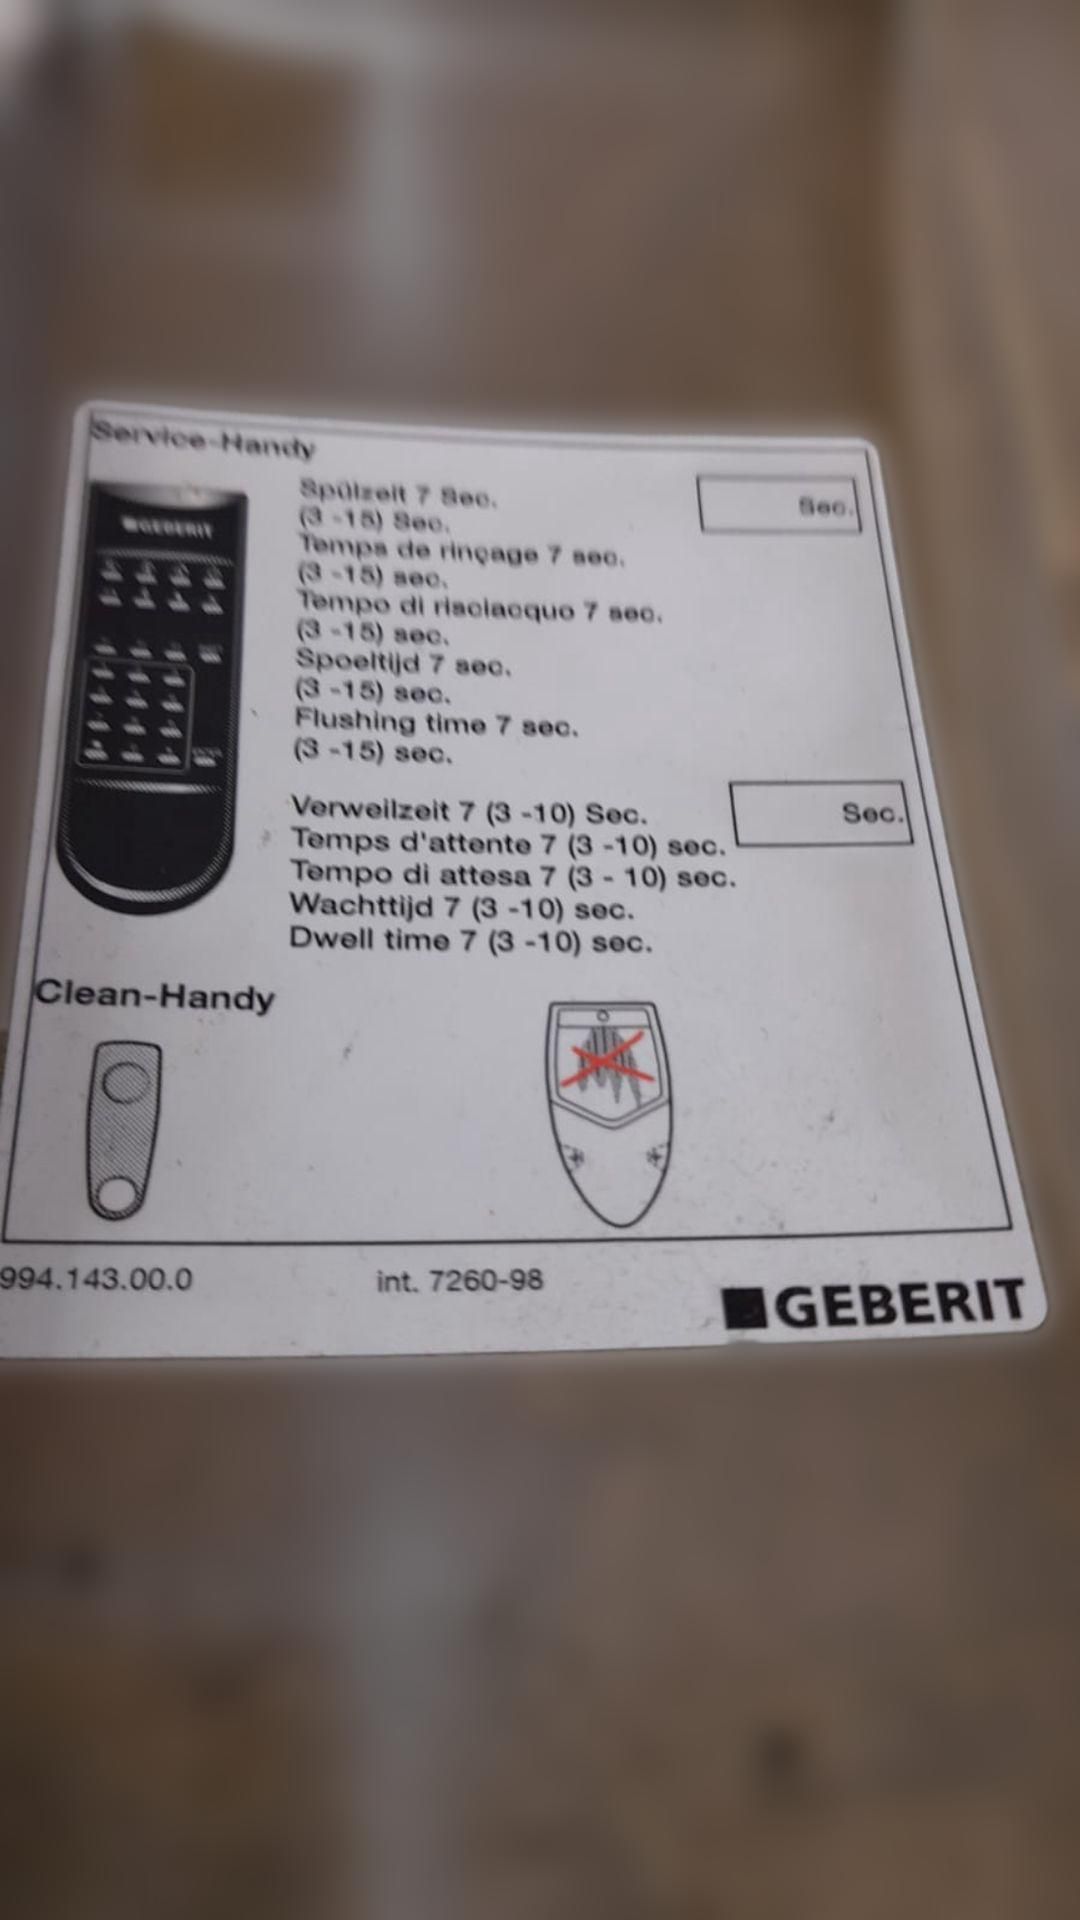 Service-Handy
GEBERIT
Spülzeit 7 Sec.
(3 -15) Sec.
Sec.
Temps de rinçage 7 sec.
(3 -15) sec.
Tempo di risciacquo 7 sec.
(3 -15) sec.
Spoeltijd 7 sec.
(3 -15) sec.
Flushing time 7 sec.
(3 -15) sec.
Verweilzeit 7 (3 -10) Sec.
Sec.
Temps d'attente 7 (3 -10) sec.
Tempo di attesa 7 (3 - 10) sec.
Wachttijd 7 (3 -10) sec.
Dwell time 7 (3 -10) sec.
Clean-Handy
994.143.00.0
int. 7260-98
GEBERIT